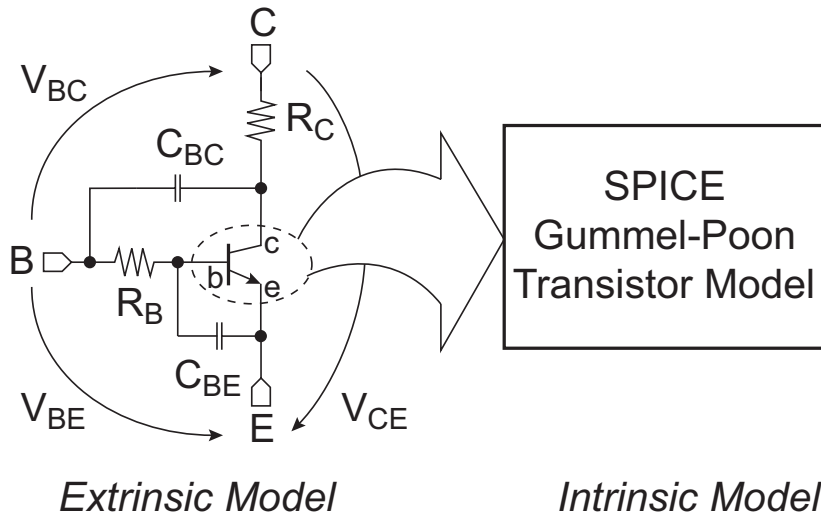 C
V_BC
R_C
C_BC
SPICE
Gummel-Poon
Transistor Model
B
b
c
e
R_B
C_BE
V_BE
E
V_CE
Extrinsic Model
Intrinsic Model